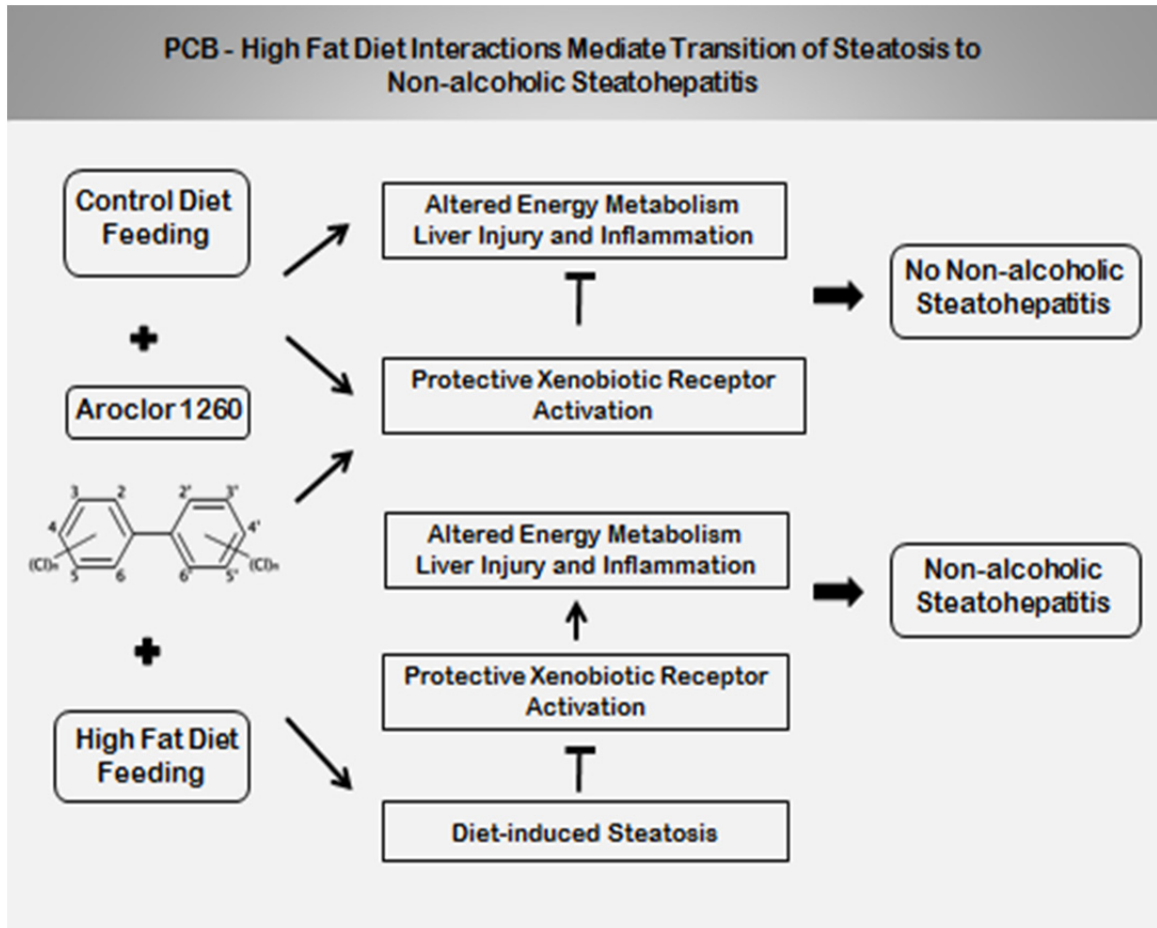 PCB - High Fat Diet Interactions Mediate Transition of Steatosis to
Non-alcoholic Steatohepatitis
Control Diet
Feeding
Aroclor 1260
3 2 2' 3'
4 4'
(Cl)n (Cl)n
5 6 6' 5'
High Fat Diet
Feeding
Altered Energy Metabolism
Liver Injury and Inflammation
Protective Xenobiotic Receptor
Activation
Altered Energy Metabolism
Liver Injury and Inflammation
Protective Xenobiotic Receptor
Activation
Diet-induced Steatosis
No Non-alcoholic
Steatohepatitis
Non-alcoholic
Steatohepatitis